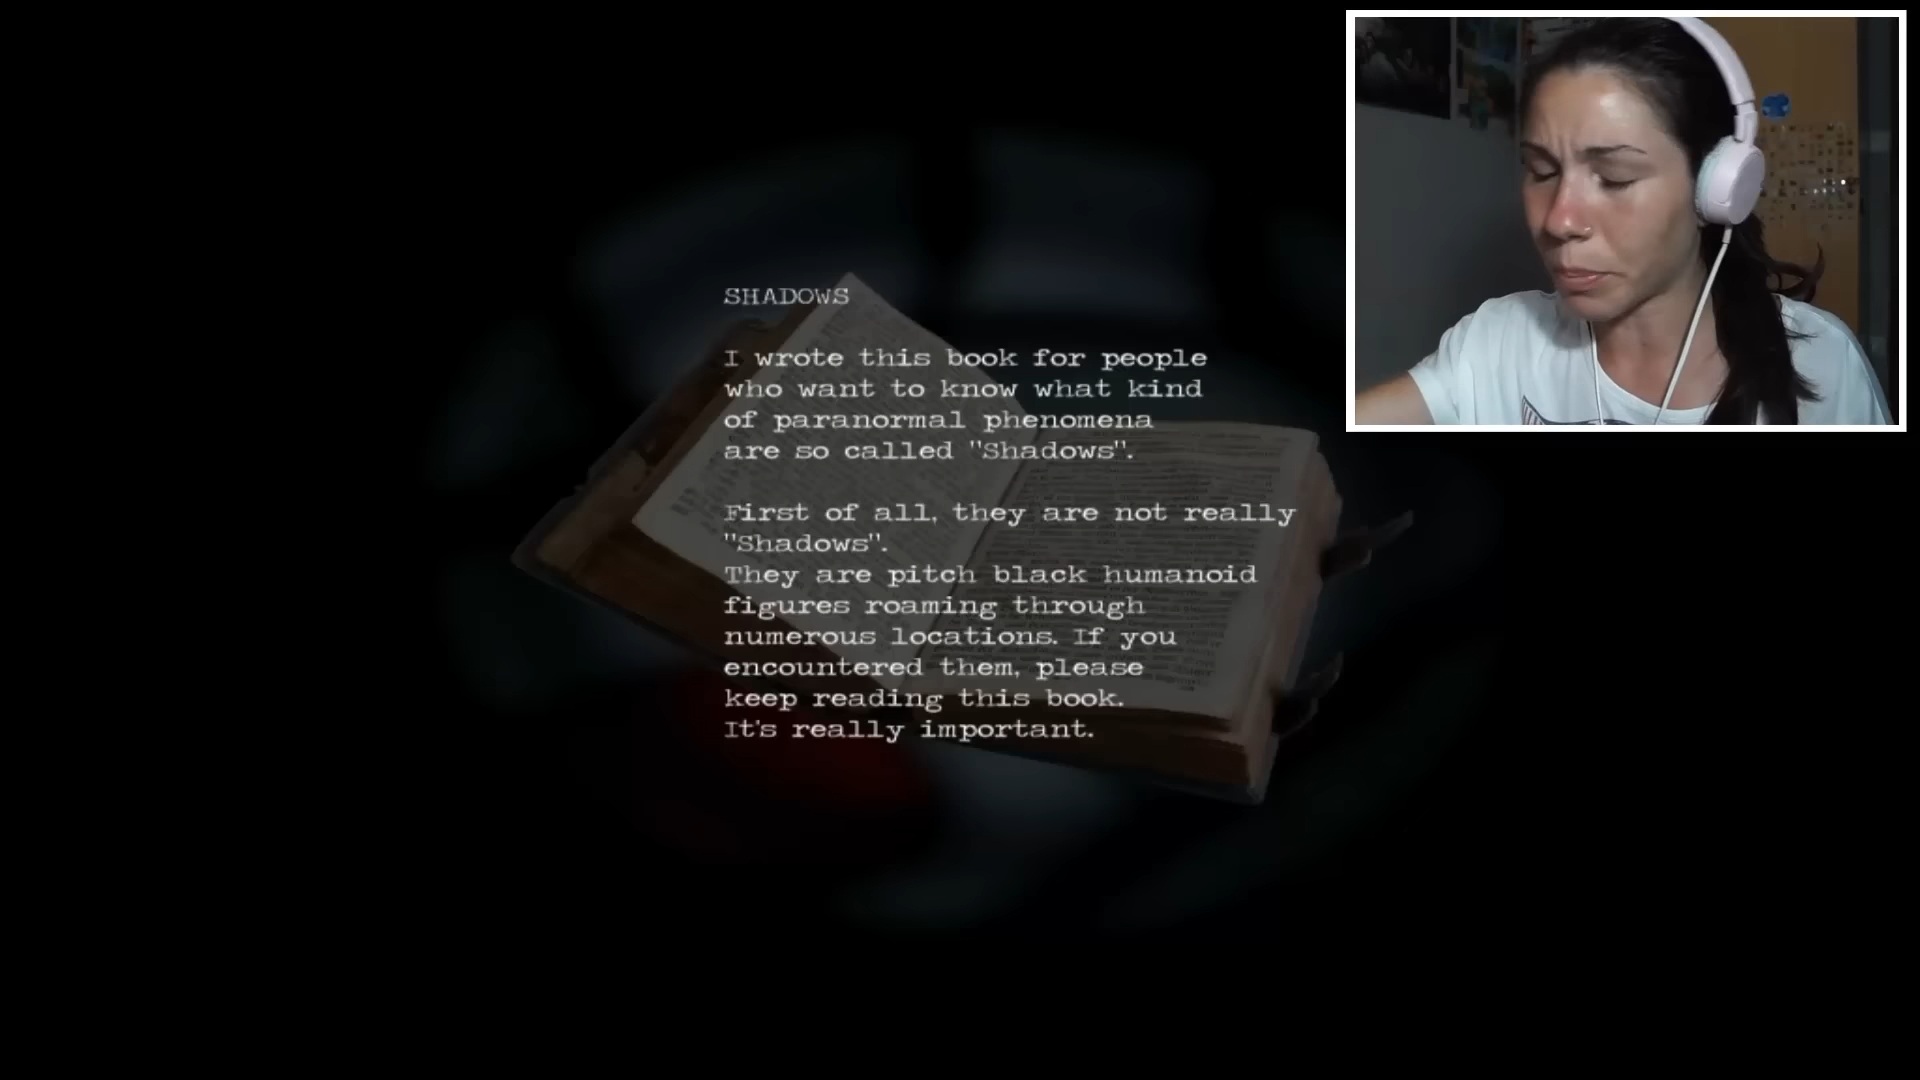 SHADOWS
I wrote this book for people
who want to know what kind
of paranormal phenomena
are so called "Shadows".
First of all, they are not really
"Shadows".
They are pitch black humanoid
figures roaming through
numerous locations. If you
encountered them, please
keep reading this book.
It's really important.